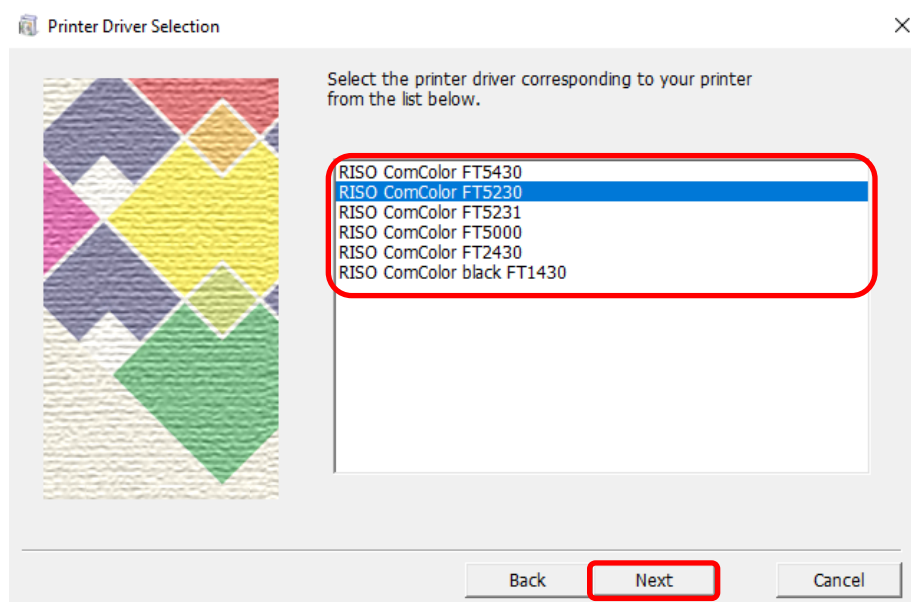 Printer Driver Selection
Select the printer driver corresponding to your printer
from the list below.
RISO ComColor FT5430
RISO ComColor FT5230
RISO ComColor FT5231
RISO ComColor FT5000
RISO ComColor FT2430
RISO ComColor black FT1430
Back Next Cancel